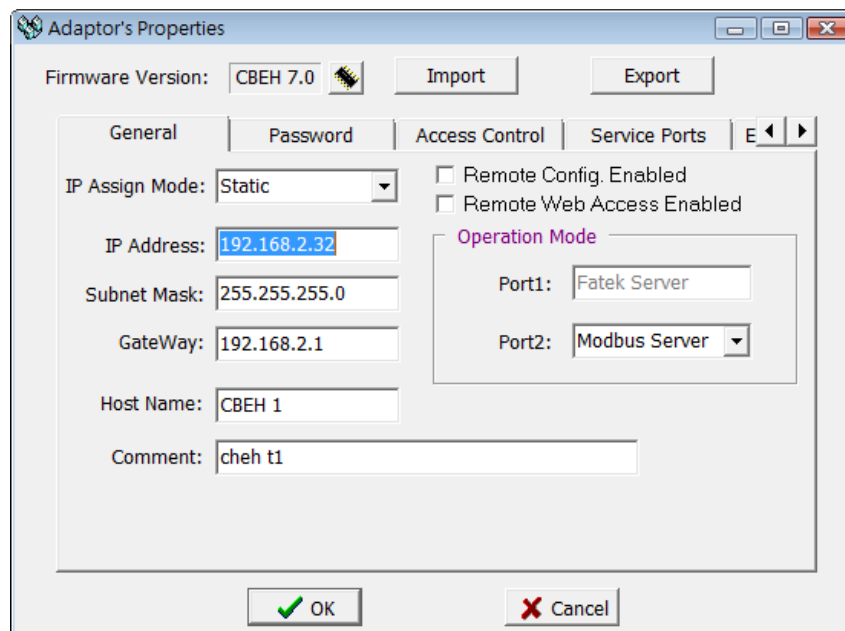 Adaptor's Properties
Firmware Version: CBEH 7.0 Import Export
General Password Access Control Service Ports E
IP Assign Mode: Static
Remote Config. Enabled
Remote Web Access Enabled
IP Address: 192.168.2.32
Subnet Mask: 255.255.255.0
GateWay: 192.168.2.1
Operation Mode
Port1: Fatek Server
Port2: Modbus Server
Host Name: CBEH 1
Comment: cheh t1
OK Cancel